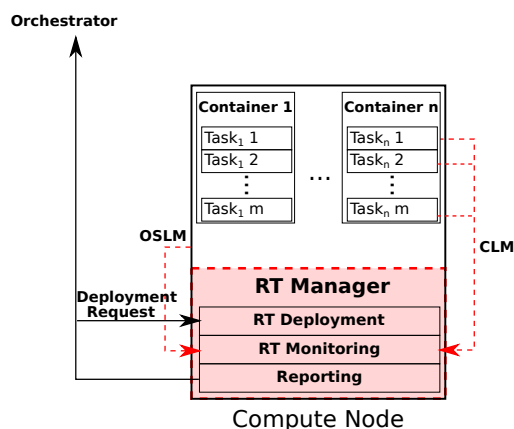 Orchestrator
Container 1
Container n
Task₁ 1
Task₁ 2
⋮
Task₁ m
...
Taskₙ 1
Taskₙ 2
⋮
Taskₙ m
OSLM
CLM
RT Manager
Deployment
Request
RT Deployment
RT Monitoring
Reporting
Compute Node